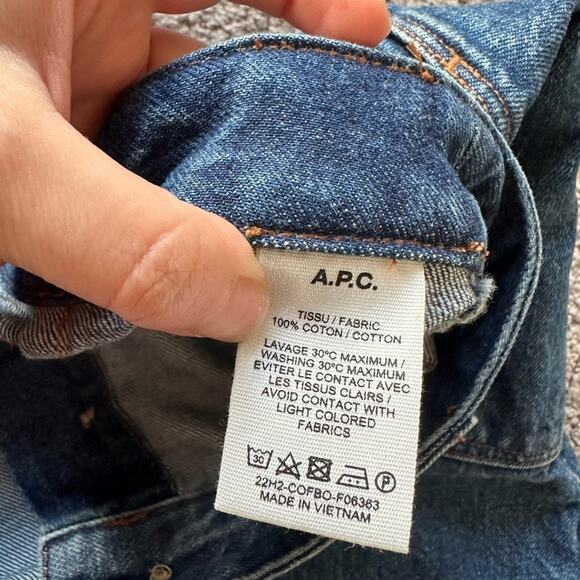 A.P.C.
TISSU / FABRIC
100% COTON / COTTON
LAVAGE 30°C MAXIMUM /
WASHING 30°C MAXIMUM
EVITER LE CONTACT AVEC
LES TISSUS CLAIRS /
AVOID CONTACT WITH
LIGHT COLORED
FABRICS
30 P
22H2-COFBO-F06363
MADE IN VIETNAM